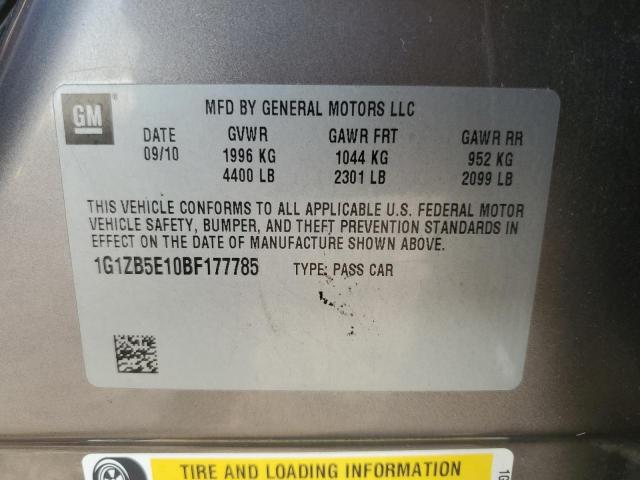 GM
MFD BY GENERAL MOTORS LLC
DATE GVWR GAWR FRT GAWR RR
09/10 1996 KG 1044 KG 952 KG
4400 LB 2301 LB 2099 LB
THIS VEHICLE CONFORMS TO ALL APPLICABLE U.S. FEDERAL MOTOR
VEHICLE SAFETY, BUMPER, AND THEFT PREVENTION STANDARDS IN
EFFECT ON THE DATE OF MANUFACTURE SHOWN ABOVE.
1G1ZB5E10BF177785 TYPE: PASS CAR
TIRE AND LOADING INFORMATION